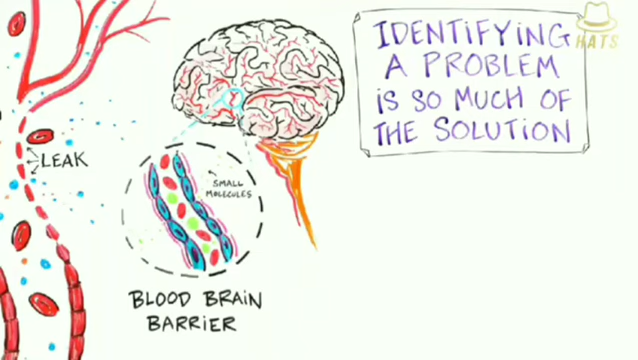 IDENTIFYING
A PROBLEM
IS SO MUCH OF
THE SOLUTION
HATS
LEAK
SMALL
MOLECULES
BLOOD BRAIN
BARRIER